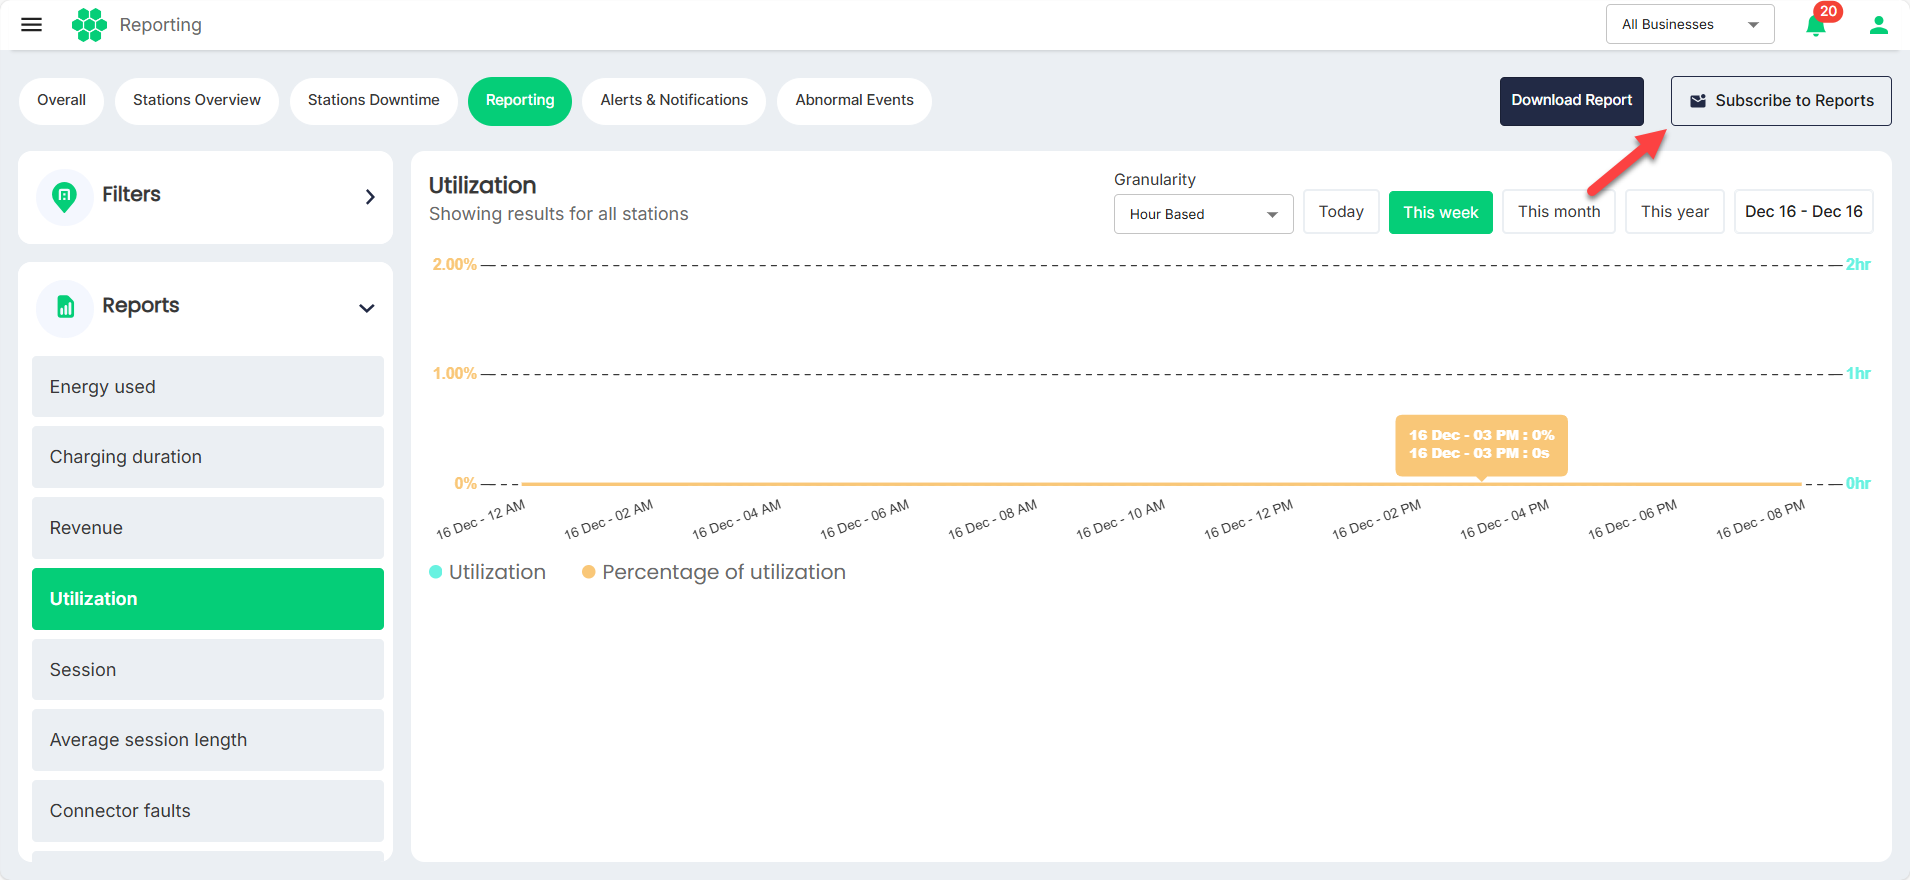 Reporting
All Businesses
20
Overall
Stations Overview
Stations Downtime
Reporting
Alerts & Notifications
Abnormal Events
Download Report
Subscribe to Reports
Filters
Reports
Energy used
Charging duration
Revenue
Utilization
Session
Average session length
Connector faults
Utilization
Showing results for all stations
Granularity
Hour Based
Today
This week
This month
This year
Dec 16 - Dec 16
2.00%
2hr
1.00%
1hr
16 Dec - 03 PM : 0%
16 Dec - 03 PM : 0s
0%
0hr
16 Dec - 12 AM
16 Dec - 02 AM
16 Dec - 04 AM
16 Dec - 06 AM
16 Dec - 08 AM
16 Dec - 10 AM
16 Dec - 12 PM
16 Dec - 02 PM
16 Dec - 04 PM
16 Dec - 06 PM
16 Dec - 08 PM
Utilization
Percentage of utilization